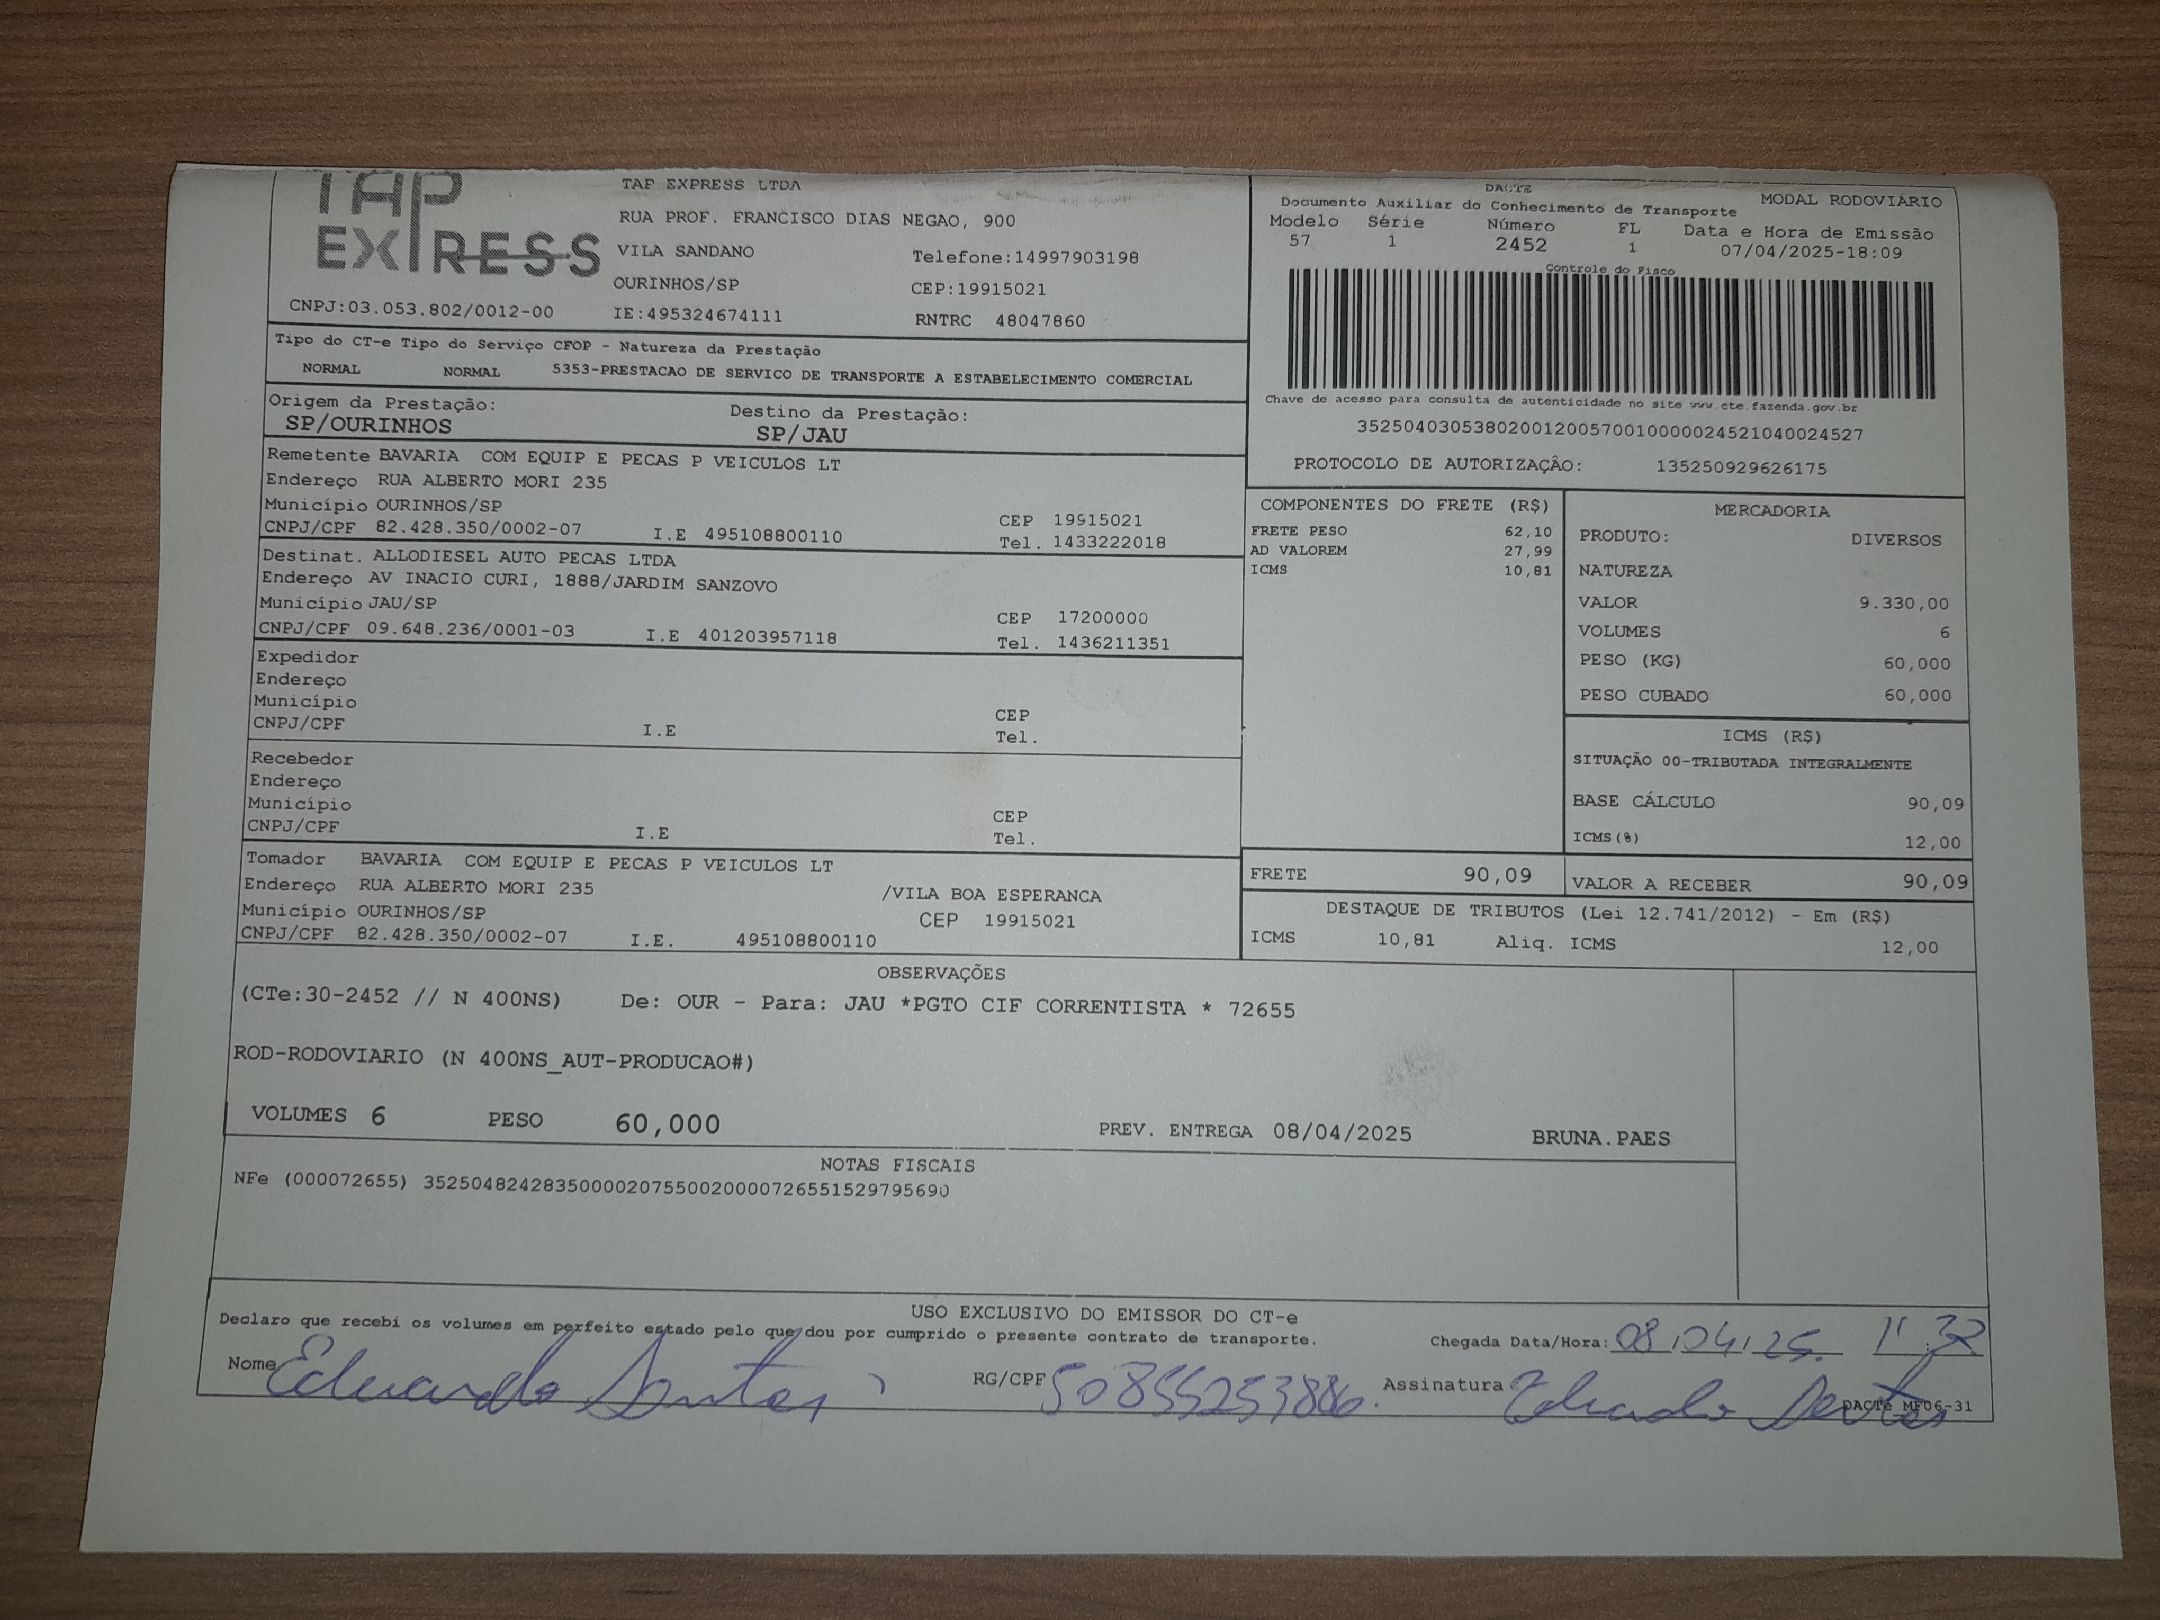 TAP
EXPRESS
TAF EXPRESS LTDA
RUA PROF. FRANCISCO DIAS NEGAO, 900
VILA SANDANO Telefone:14997903198
OURINHOS/SP CEP:19915021
CNPJ:03.053.802/0012-00 IE:495324674111 RNTRC 48047860
DACTE
Documento Auxiliar do Conhecimento de Transporte MODAL RODOVIÁRIO
Modelo Série Número FL Data e Hora de Emissão
57 1 2452 1 07/04/2025-18:09
Controle do Fisco
Chave de acesso para consulta de autenticidade no site www.cte.fazenda.gov.br
35250403053802001200570010000024521040024527
PROTOCOLO DE AUTORIZAÇÃO: 135250929626175
Tipo do CT-e Tipo do Serviço CFOP - Natureza da Prestação
NORMAL NORMAL 5353-PRESTACAO DE SERVICO DE TRANSPORTE A ESTABELECIMENTO COMERCIAL
Origem da Prestação: Destino da Prestação:
SP/OURINHOS SP/JAU
Remetente BAVARIA COM EQUIP E PECAS P VEICULOS LT
Endereço RUA ALBERTO MORI 235
Município OURINHOS/SP CEP 19915021
CNPJ/CPF 82.428.350/0002-07 I.E 495108800110 Tel. 1433222018
Destinat. ALLODIESEL AUTO PECAS LTDA
Endereço AV INACIO CURI, 1888/JARDIM SANZOVO
Município JAU/SP CEP 17200000
CNPJ/CPF 09.648.236/0001-03 I.E 401203957118 Tel. 1436211351
Expedidor
Endereço
Município CEP
CNPJ/CPF I.E Tel.
Recebedor
Endereço
Município CEP
CNPJ/CPF I.E Tel.
Tomador BAVARIA COM EQUIP E PECAS P VEICULOS LT
Endereço RUA ALBERTO MORI 235 /VILA BOA ESPERANCA
Município OURINHOS/SP CEP 19915021
CNPJ/CPF 82.428.350/0002-07 I.E. 495108800110
COMPONENTES DO FRETE (R$)
FRETE PESO 62,10
AD VALOREM 27,99
ICMS 10,81
MERCADORIA
PRODUTO: DIVERSOS
NATUREZA
VALOR 9.330,00
VOLUMES 6
PESO (KG) 60,000
PESO CUBADO 60,000
ICMS (R$)
SITUAÇÃO 00-TRIBUTADA INTEGRALMENTE
BASE CÁLCULO 90,09
ICMS(%) 12,00
FRETE 90,09 VALOR A RECEBER 90,09
DESTAQUE DE TRIBUTOS (Lei 12.741/2012) - Em (R$)
ICMS 10,81 Aliq. ICMS 12,00
OBSERVAÇÕES
(CTe:30-2452 // N 400NS) De: OUR - Para: JAU *PGTO CIF CORRENTISTA * 72655
ROD-RODOVIARIO (N 400NS_AUT-PRODUCAO#)
VOLUMES 6 PESO 60,000 PREV. ENTREGA 08/04/2025 BRUNA.PAES
NOTAS FISCAIS
NFe (000072655) 35250482428350000207550020000726551529795690
USO EXCLUSIVO DO EMISSOR DO CT-e
Declaro que recebi os volumes em perfeito estado pelo que dou por cumprido o presente contrato de transporte.
Chegada Data/Hora: 08/04/25.
Nome Eduardo Santos RG/CPF 50855253886. Assinatura Eduardo Santos
DACTe MF06-31